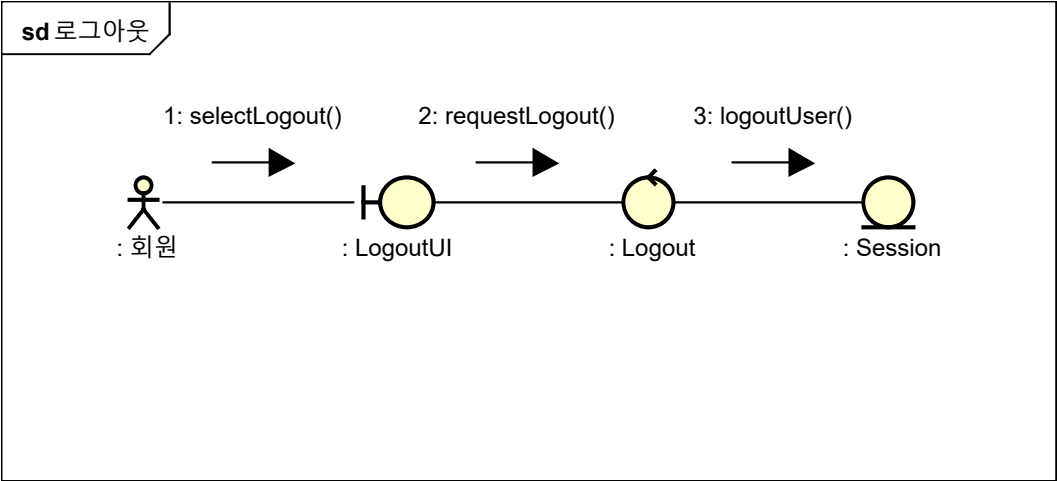 sd 로그아웃
1: selectLogout() 2: requestLogout() 3: logoutUser()
: 회원 : LogoutUI : Logout : Session